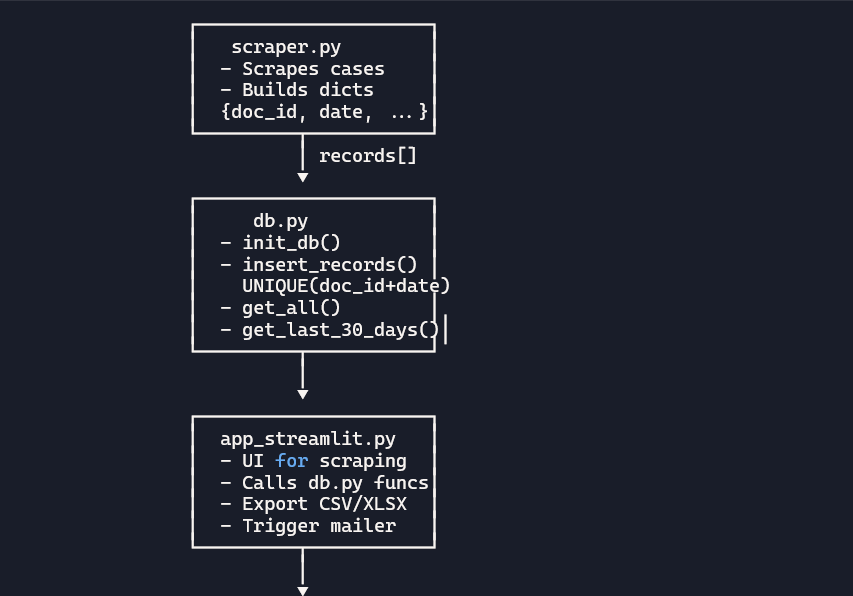 scraper.py
- Scrapes cases
- Builds dicts
{doc_id, date, ...}
records[]
db.py
- init_db()
- insert_records()
UNIQUE(doc_id+date)
- get_all()
- get_last_30_days()
app_streamlit.py
- UI for scraping
- Calls db.py funcs
- Export CSV/XLSX
- Trigger mailer